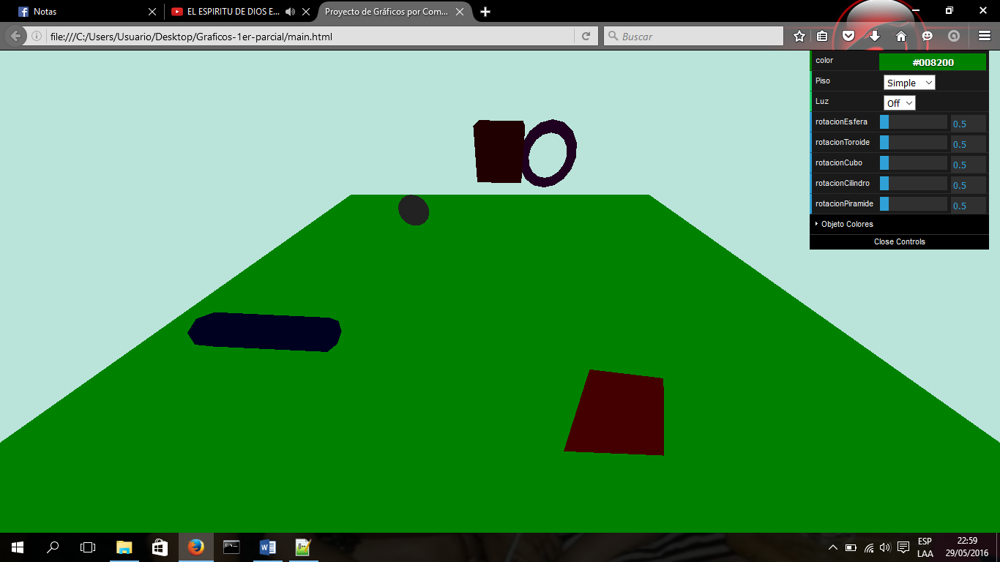 Notas
EL ESPIRITU DE DIOS E...
Proyecto de Gráficos por Com...
file:///C:/Users/Usuario/Desktop/Graficos-1er-parcial/main.html
Buscar
color #008200
Piso Simple
Luz Off
rotacionEsfera 0.5
rotacionToroide 0.5
rotacionCubo 0.5
rotacionCilindro 0.5
rotacionPiramide 0.5
Objeto Colores
Close Controls
ESP
LAA
22:59
29/05/2016